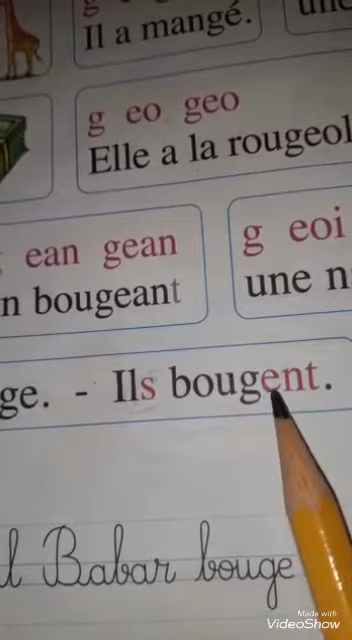 g
Il a mangé.
une
g eo geo
Elle a la rougeol
ean gean
n bougeant
g eoi
une n
ge. - Ils bougent.
l Babar bouge
Made with
VideoShow